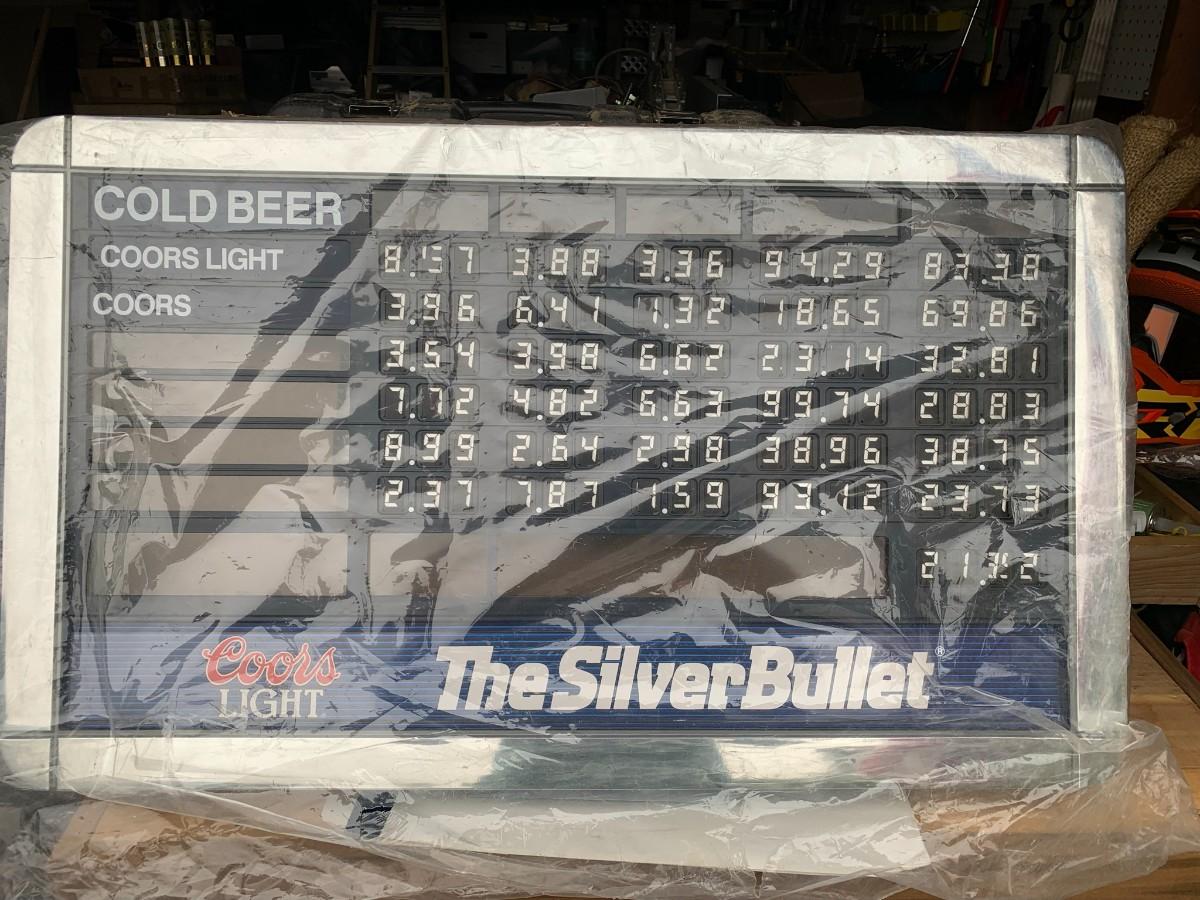 COLD BEER
COORS LIGHT 8.57 3.88 3.36 94.29 83.38
COORS 3.96 6.41 1.32 18.65 69.86
3.54 3.98 6.62 23.14 32.81
7.72 4.82 6.63 99.74 28.83
8.99 2.64 2.98 38.96 38.75
2.37 7.87 1.59 93.12 23.73
Coors
LIGHT
The Silver Bullet®